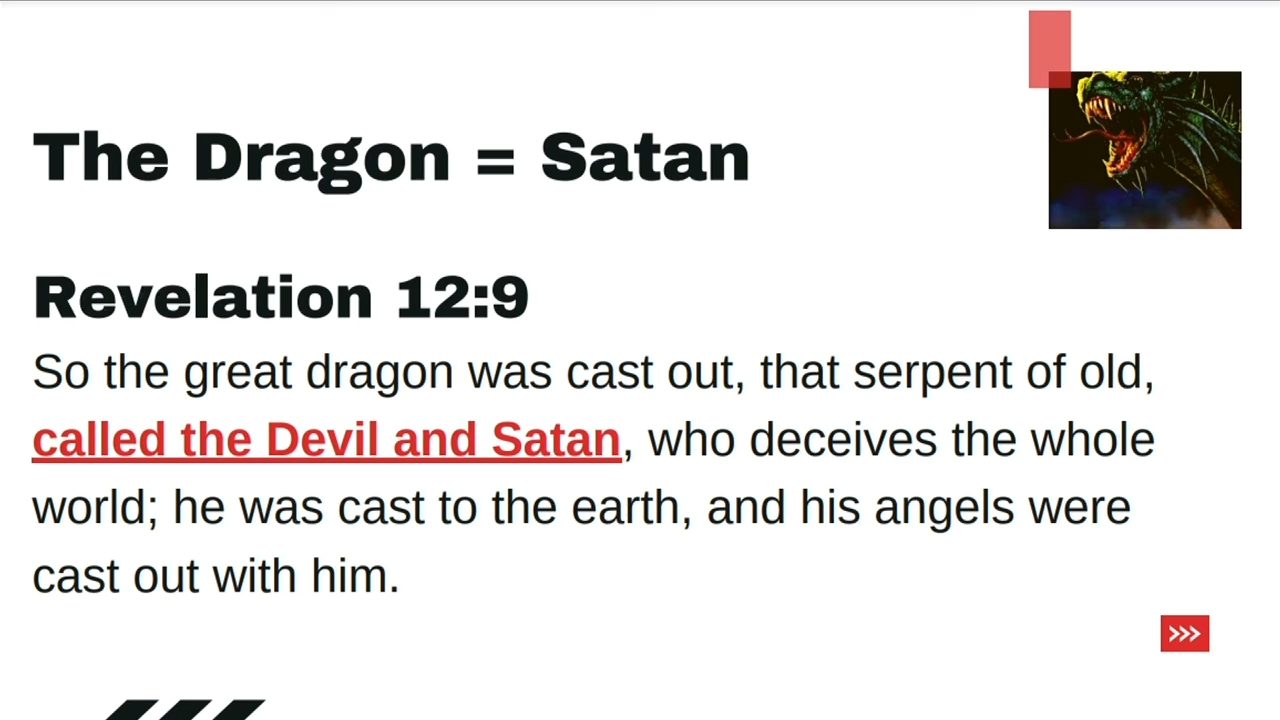 The Dragon = Satan
Revelation 12:9
So the great dragon was cast out, that serpent of old,
called the Devil and Satan, who deceives the whole
world; he was cast to the earth, and his angels were
cast out with him.